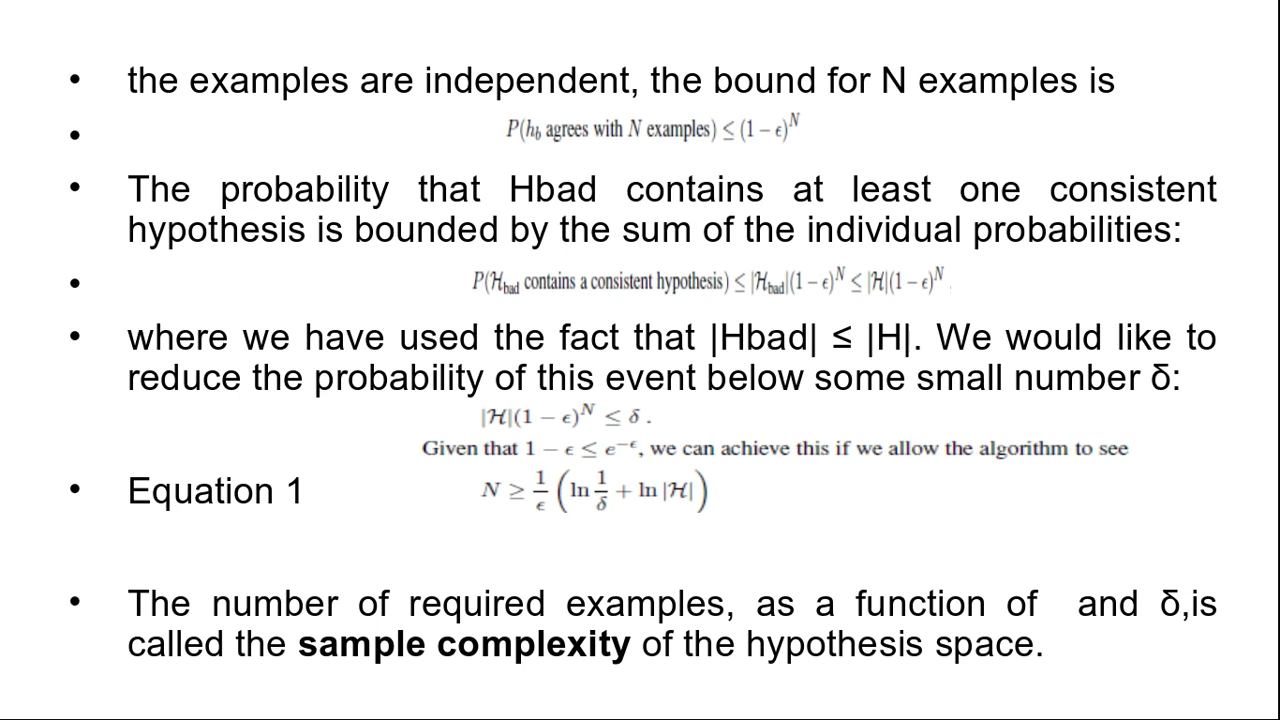 • the examples are independent, the bound for N examples is
• P(h_b agrees with N examples) ≤ (1 − ϵ)^N
• The probability that Hbad contains at least one consistent
hypothesis is bounded by the sum of the individual probabilities:
• P(ℋ_bad contains a consistent hypothesis) ≤ |ℋ_bad|(1 − ϵ)^N ≤ |ℋ|(1 − ϵ)^N
• where we have used the fact that |Hbad| ≤ |H|. We would like to
reduce the probability of this event below some small number δ:
|ℋ|(1 − ϵ)^N ≤ δ .
Given that 1 − ϵ ≤ e^−ϵ, we can achieve this if we allow the algorithm to see
• Equation 1 N ≥ 1/ϵ (ln 1/δ + ln |ℋ|)
• The number of required examples, as a function of and δ,is
called the sample complexity of the hypothesis space.